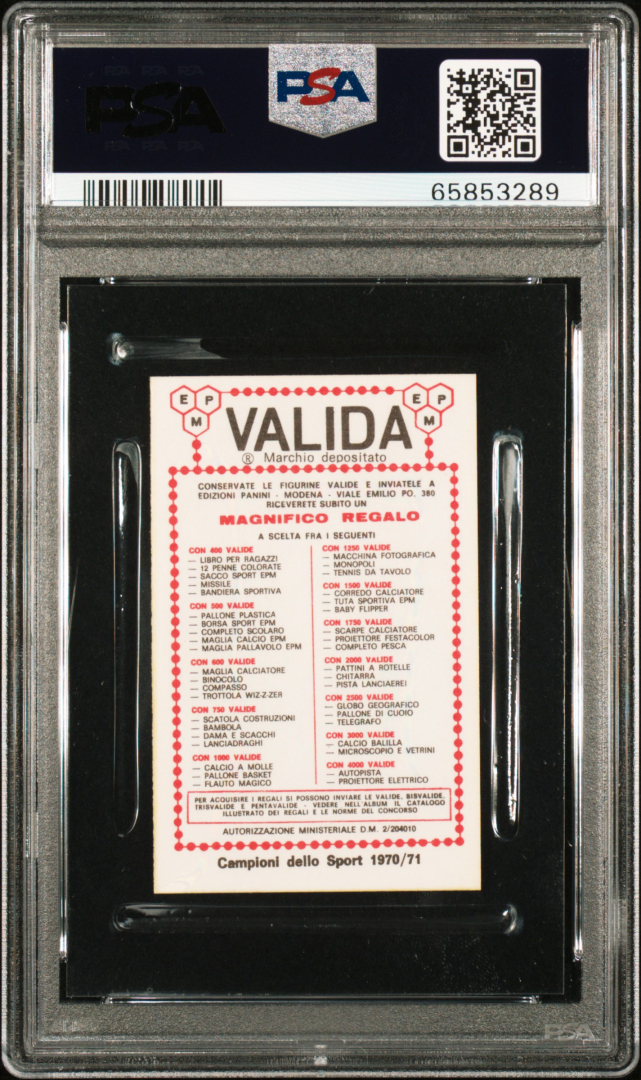 PSA
PSA
65853289
E P M
VALIDA
E P M
® Marchio depositato
CONSERVATE LE FIGURINE VALIDE E INVIATELE A
EDIZIONI PANINI - MODENA - VIALE EMILIO PO, 380
RICEVERETE SUBITO UN
MAGNIFICO REGALO
A SCELTA FRA I SEGUENTI
CON 400 VALIDE
— LIBRO PER RAGAZZI
— 12 PENNE COLORATE
— SACCO SPORT EPM
— MISSILE
— BANDIERA SPORTIVA
CON 500 VALIDE
— PALLONE PLASTICA
— BORSA SPORT EPM
— COMPLETO SCOLARO
— MAGLIA CALCIO EPM
— MAGLIA PALLAVOLO EPM
CON 600 VALIDE
— MAGLIA CALCIATORE
— BINOCOLO
— COMPASSO
— TROTTOLA WIZ-Z-ZER
CON 750 VALIDE
— SCATOLA COSTRUZIONI
— BAMBOLA
— DAMA E SCACCHI
— LANCIADRAGHI
CON 1000 VALIDE
— CALCIO A MOLLE
— PALLONE BASKET
— FLAUTO MAGICO
CON 1250 VALIDE
— MACCHINA FOTOGRAFICA
— MONOPOLI
— TENNIS DA TAVOLO
CON 1500 VALIDE
— CORREDO CALCIATORE
— TUTA SPORTIVA EPM
— BABY FLIPPER
CON 1750 VALIDE
— SCARPE CALCIATORE
— PROIETTORE FESTACOLOR
— COMPLETO PESCA
CON 2000 VALIDE
— PATTINI A ROTELLE
— CHITARRA
— PISTA LANCIAEREI
CON 2500 VALIDE
— GLOBO GEOGRAFICO
— PALLONE DI CUOIO
— TELEGRAFO
CON 3000 VALIDE
— CALCIO BALILLA
— MICROSCOPIO E VETRINI
CON 4000 VALIDE
— AUTOPISTA
— PROIETTORE ELETTRICO
PER ACQUISIRE I REGALI SI POSSONO INVIARE LE VALIDE, BISVALIDE,
TRISVALIDE E PENTAVALIDE - VEDERE NELL'ALBUM IL CATALOGO
ILLUSTRATO DEI REGALI E LE NORME DEL CONCORSO
AUTORIZZAZIONE MINISTERIALE D.M. 2/204010
Campioni dello Sport 1970/71
PSA